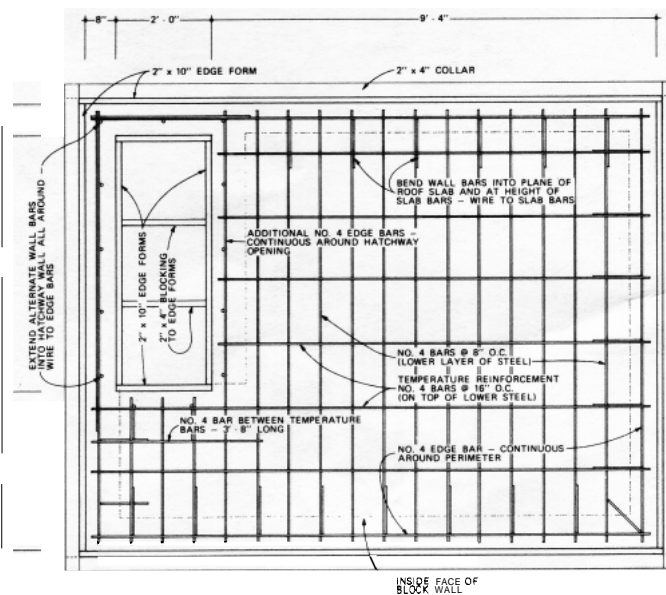 8" 2'- 0" 9' - 4"
2" x 10" EDGE FORM
2" x 4" COLLAR
BEND WALL BARS INTO PLANE OF
ROOF SLAB AND AT HEIGHT OF
SLAB BARS – WIRE TO SLAB BARS
EXTEND ALTERNATE WALL BARS
INTO HATCHWAY WALL ALL AROUND –
WIRE TO EDGE BARS
ADDITIONAL NO. 4 EDGE BARS –
CONTINUOUS AROUND HATCHWAY
OPENING
2" x 10" EDGE FORMS
2" x 4" BLOCKING
TO EDGE FORMS
NO. 4 BARS @ 8" O.C.
(LOWER LAYER OF STEEL)
TEMPERATURE REINFORCEMENT
NO. 4 BARS @ 16" O.C.
(ON TOP OF LOWER STEEL)
NO. 4 BAR BETWEEN TEMPERATURE
BARS – 3'- 8" LONG
NO. 4 EDGE BAR – CONTINUOUS
AROUND PERIMETER
INSIDE FACE OF
BLOCK WALL